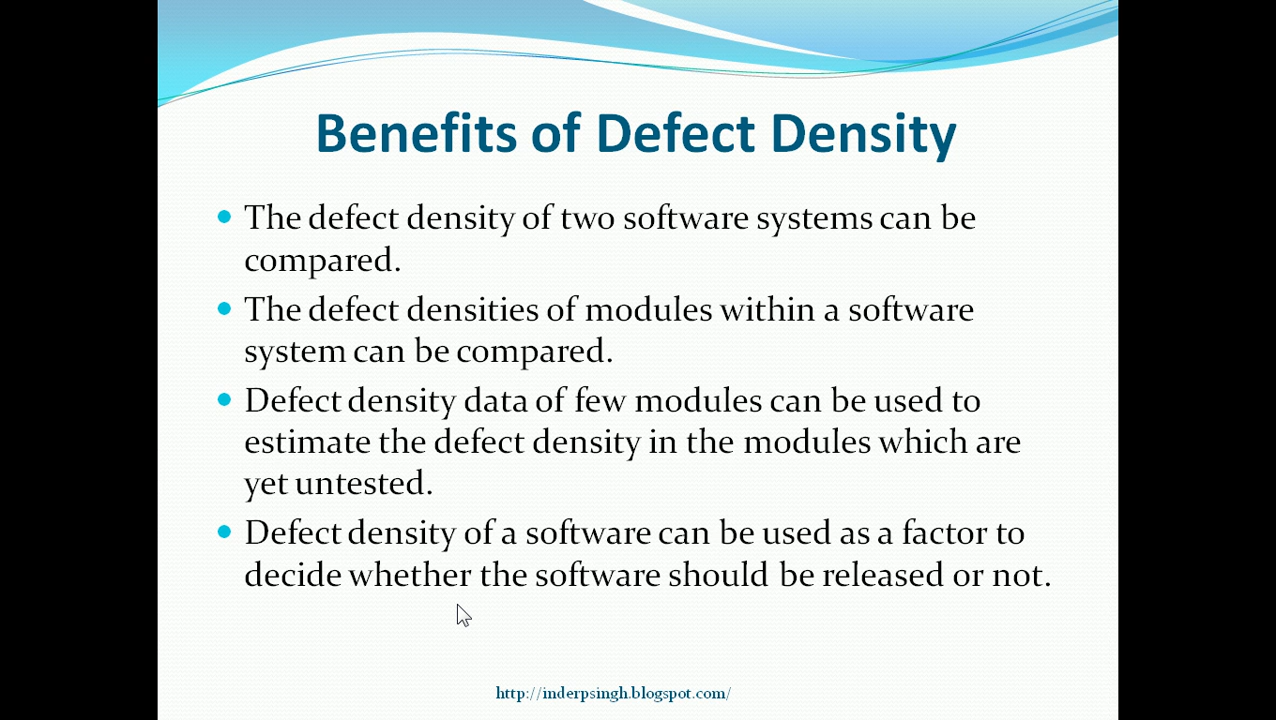 Benefits of Defect Density
• The defect density of two software systems can be
compared.
• The defect densities of modules within a software
system can be compared.
• Defect density data of few modules can be used to
estimate the defect density in the modules which are
yet untested.
• Defect density of a software can be used as a factor to
decide whether the software should be released or not.
http://inderpsingh.blogspot.com/